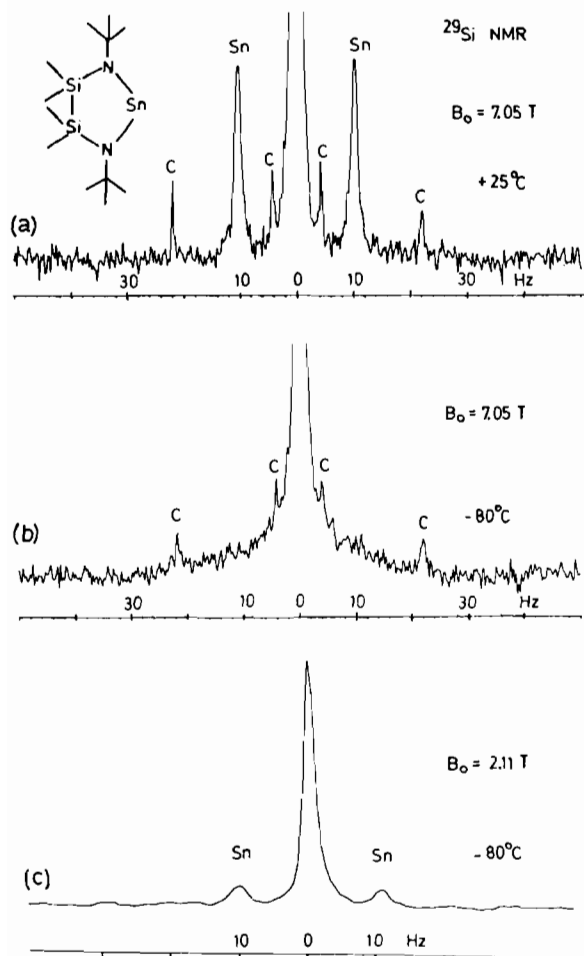 ²⁹Si NMR
Sn Sn
N
Si
Sn
Si
N
B₀ = 7.05 T
C C C C
+25°C
(a)
30 10 0 10 30 Hz
B₀ = 7.05 T
C C
C C
-80°C
(b)
30 10 0 10 30 Hz
B₀ = 2.11 T
Sn Sn
-80°C
(c)
10 0 10 Hz